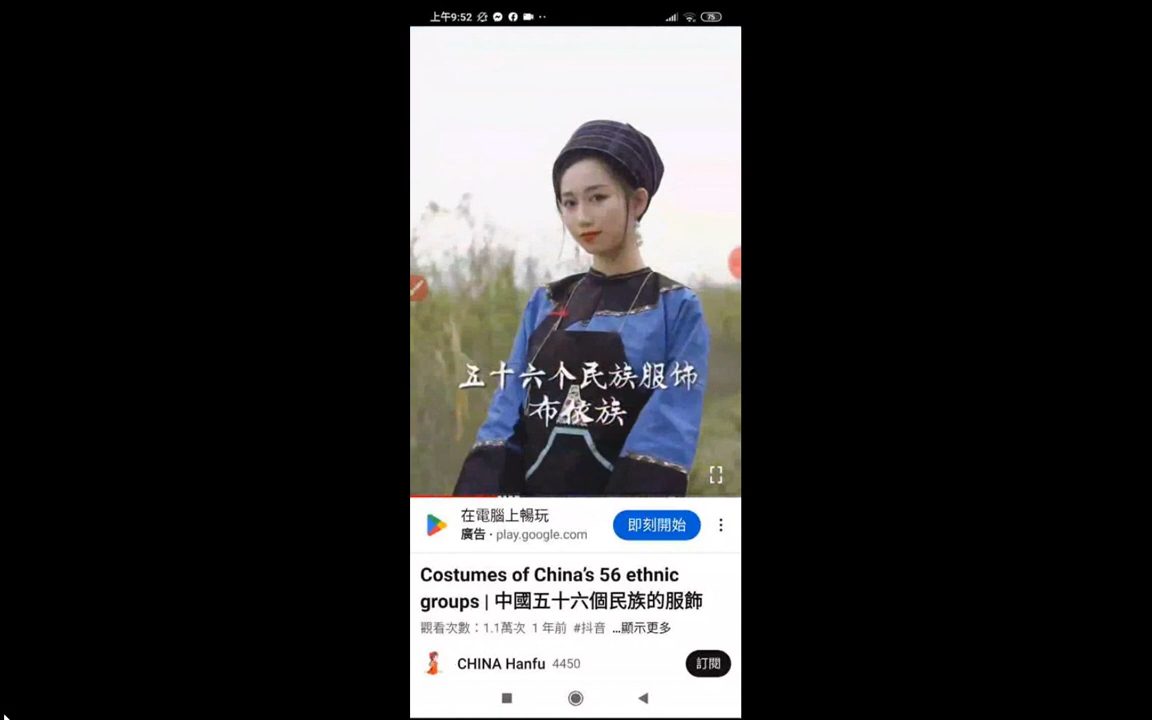 上午9:52
75
五十六个民族服饰
布依族
在電腦上暢玩
廣告 · play.google.com
即刻開始
Costumes of China’s 56 ethnic
groups | 中國五十六個民族的服飾
觀看次數：1.1萬次 1 年前 #抖音 ...顯示更多
CHINA Hanfu 4450
訂閱